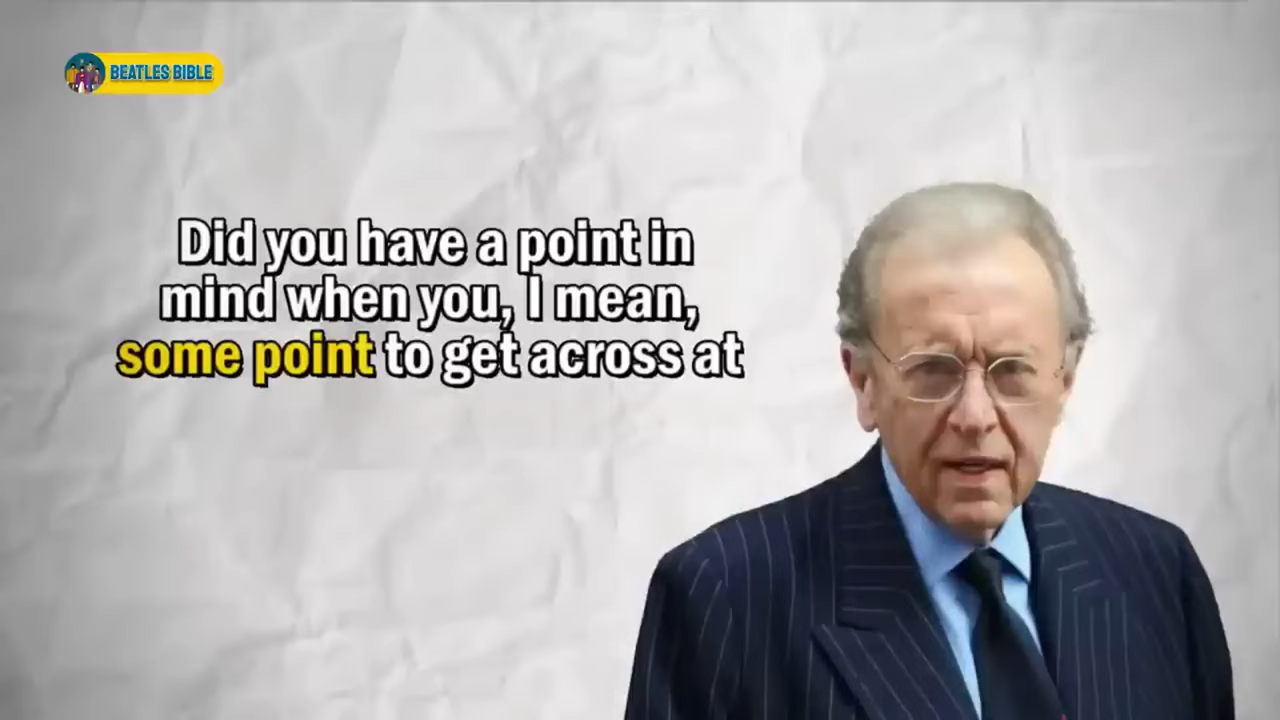 BEATLES BIBLE
Did you have a point in
mind when you, I mean,
some point to get across at